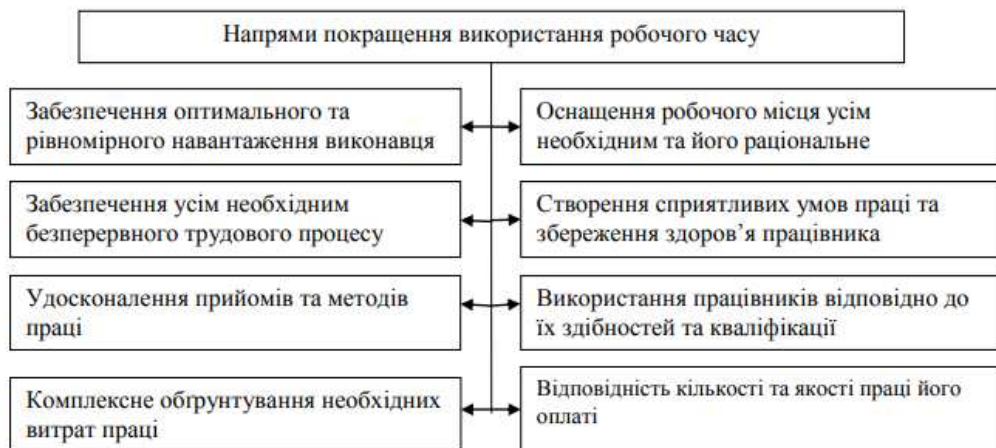 Напрями покращення використання робочого часу
Забезпечення оптимального та
рівномірного навантаження виконавця
Оснащення робочого місця усім
необхідним та його раціональне
Забезпечення усім необхідним
безперервного трудового процесу
Створення сприятливих умов праці та
збереження здоров’я працівника
Удосконалення прийомів та методів
праці
Використання працівників відповідно до
їх здібностей та кваліфікації
Комплексне обґрунтування необхідних
витрат праці
Відповідність кількості та якості праці його
оплаті